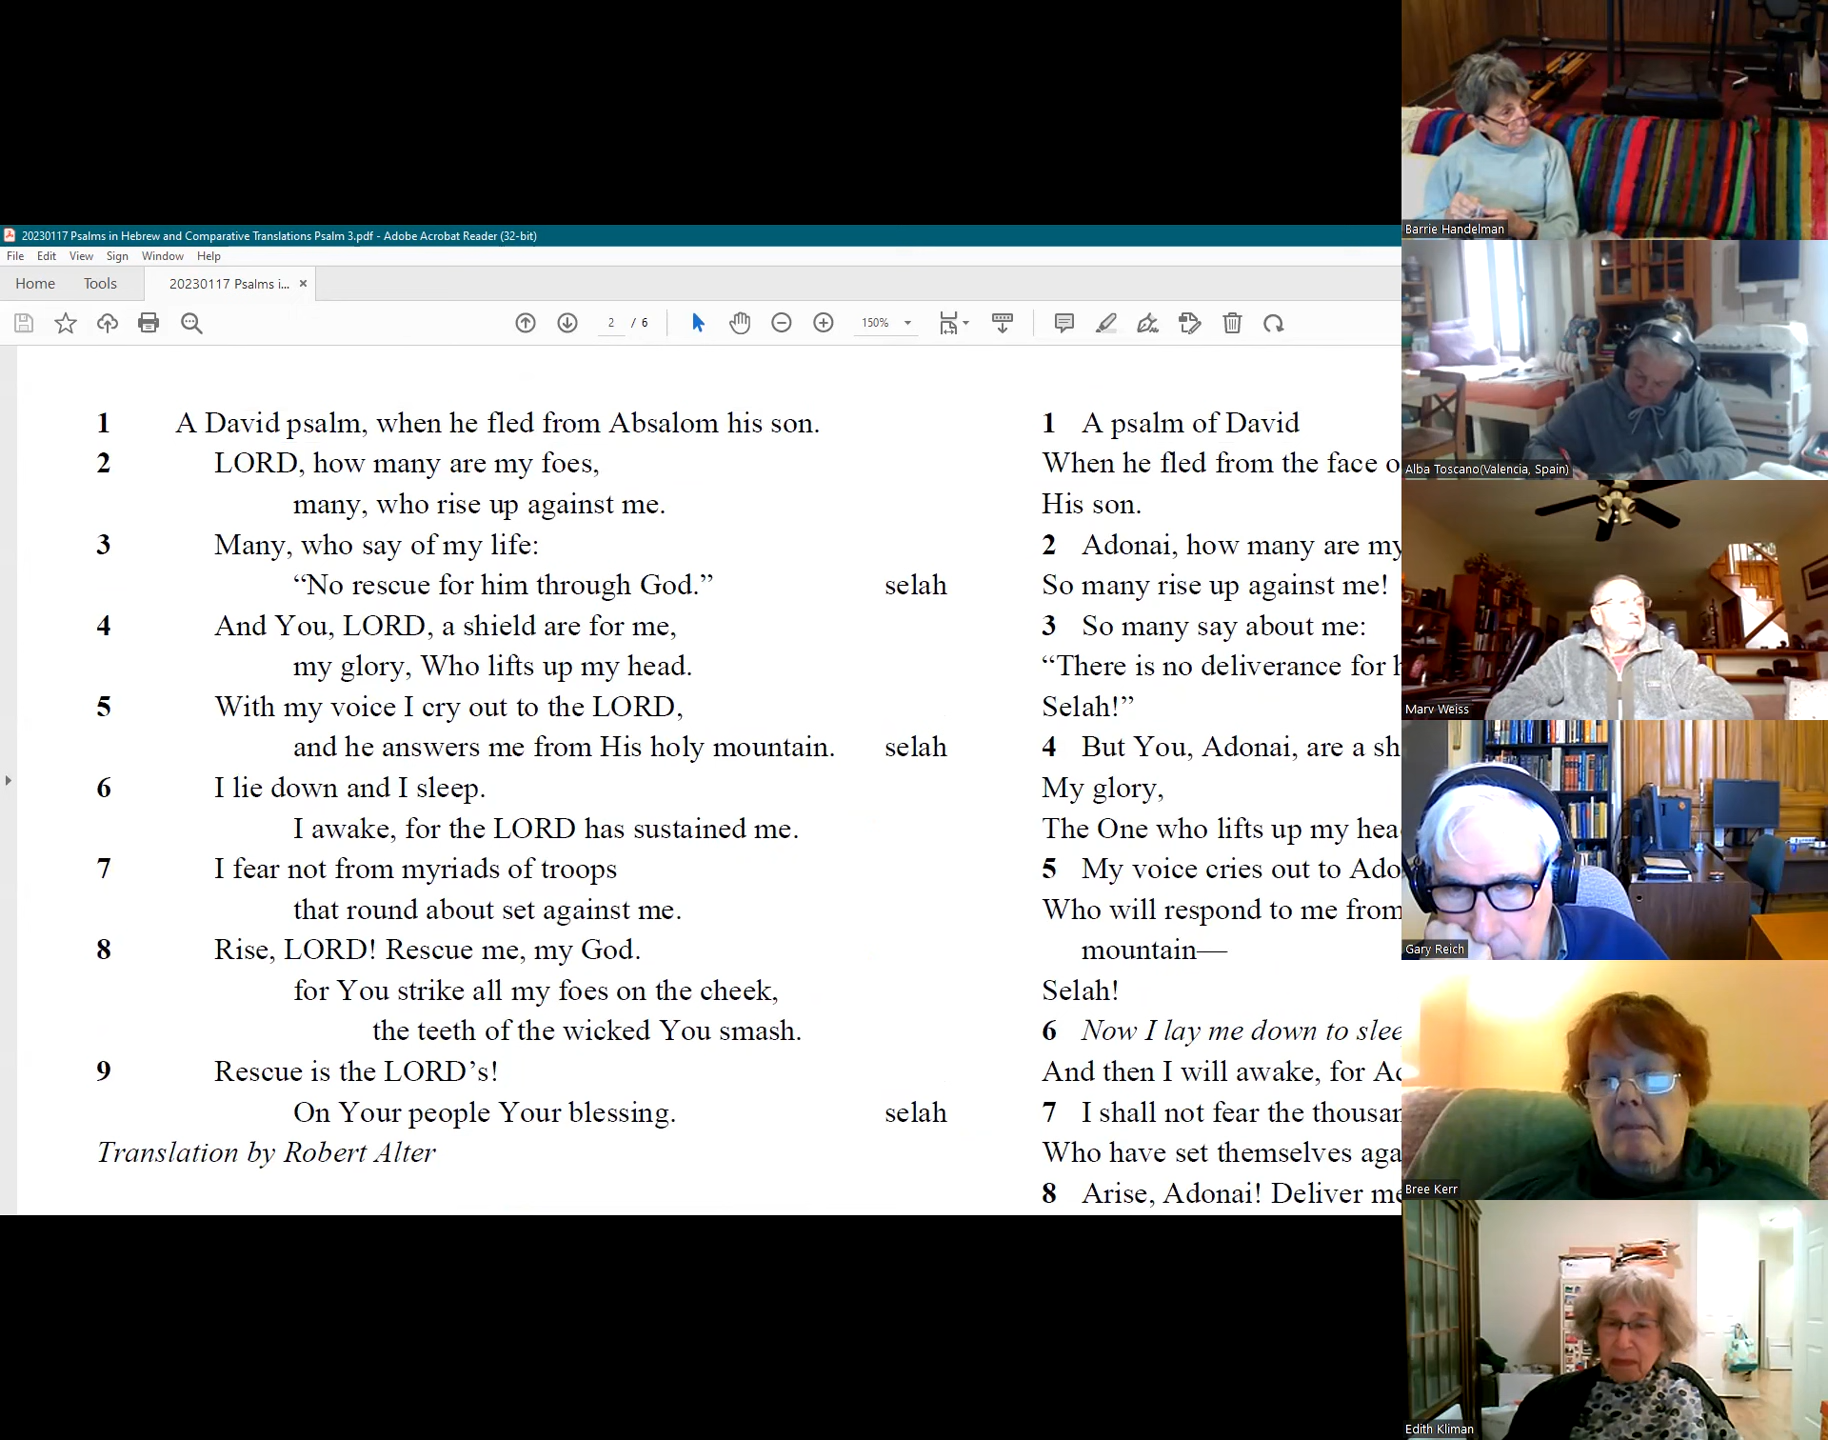 20230117 Psalms in Hebrew and Comparative Translations Psalm 3.pdf - Adobe Acrobat Reader (32-bit)
File Edit View Sign Window Help
Home Tools 20230117 Psalms i... ×
2 / 6 150%
1 A David psalm, when he fled from Absalom his son.
2 LORD, how many are my foes,
many, who rise up against me.
3 Many, who say of my life:
“No rescue for him through God.” selah
4 And You, LORD, a shield are for me,
my glory, Who lifts up my head.
5 With my voice I cry out to the LORD,
and he answers me from His holy mountain. selah
6 I lie down and I sleep.
I awake, for the LORD has sustained me.
7 I fear not from myriads of troops
that round about set against me.
8 Rise, LORD! Rescue me, my God.
for You strike all my foes on the cheek,
the teeth of the wicked You smash.
9 Rescue is the LORD’s!
On Your people Your blessing. selah
Translation by Robert Alter
1 A psalm of David
When he fled from the face o
His son.
2 Adonai, how many are my
So many rise up against me!
3 So many say about me:
“There is no deliverance for h
Selah!”
4 But You, Adonai, are a sh
My glory,
The One who lifts up my hea
5 My voice cries out to Ado
Who will respond to me from
mountain—
Selah!
6 Now I lay me down to slee
And then I will awake, for Ad
7 I shall not fear the thousan
Who have set themselves aga
8 Arise, Adonai! Deliver me
Barrie Handelman
Alba Toscano(Valencia, Spain)
Marv Weiss
Gary Reich
Bree Kerr
Edith Kliman